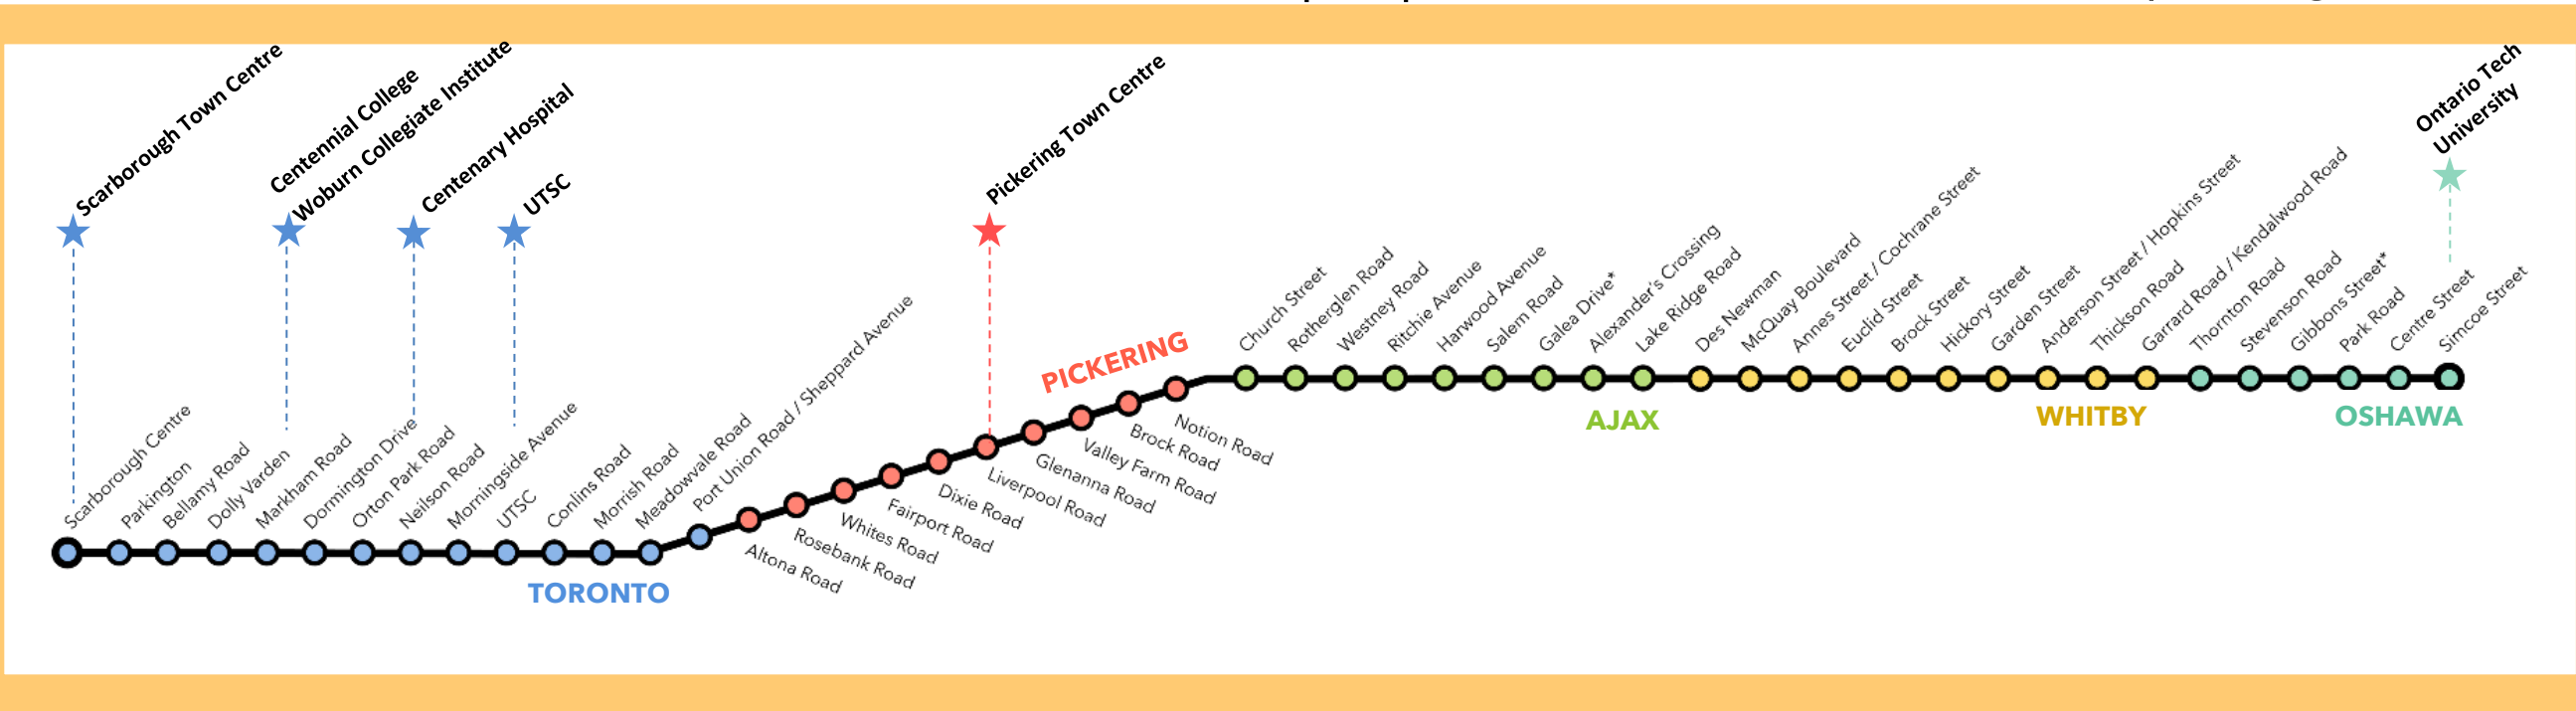 Scarborough Town Centre
Centennial College
Woburn Collegiate Institute
Centenary Hospital
UTSC
Pickering Town Centre
Ontario Tech
University
Scarborough Centre
Parkington
Bellamy Road
Dolly Varden
Markham Road
Dormington Drive
Orton Park Road
Neilson Road
Morningside Avenue
UTSC
Conlins Road
Morrish Road
Meadowvale Road
Port Union Road / Sheppard Avenue
TORONTO
Altona Road
Rosebank Road
Whites Road
Fairport Road
Dixie Road
Liverpool Road
Glenanna Road
Valley Farm Road
Brock Road
Notion Road
PICKERING
Church Street
Rotherglen Road
Westney Road
Ritchie Avenue
Harwood Avenue
Salem Road
Galea Drive*
Alexander's Crossing
Lake Ridge Road
AJAX
Des Newman
McQuay Boulevard
Annes Street / Cochrane Street
Euclid Street
Brock Street
Hickory Street
Garden Street
Anderson Street / Hopkins Street
Thickson Road
Garrard Road / Kendalwood Road
WHITBY
Thornton Road
Stevenson Road
Gibbons Street*
Park Road
Centre Street
Simcoe Street
OSHAWA